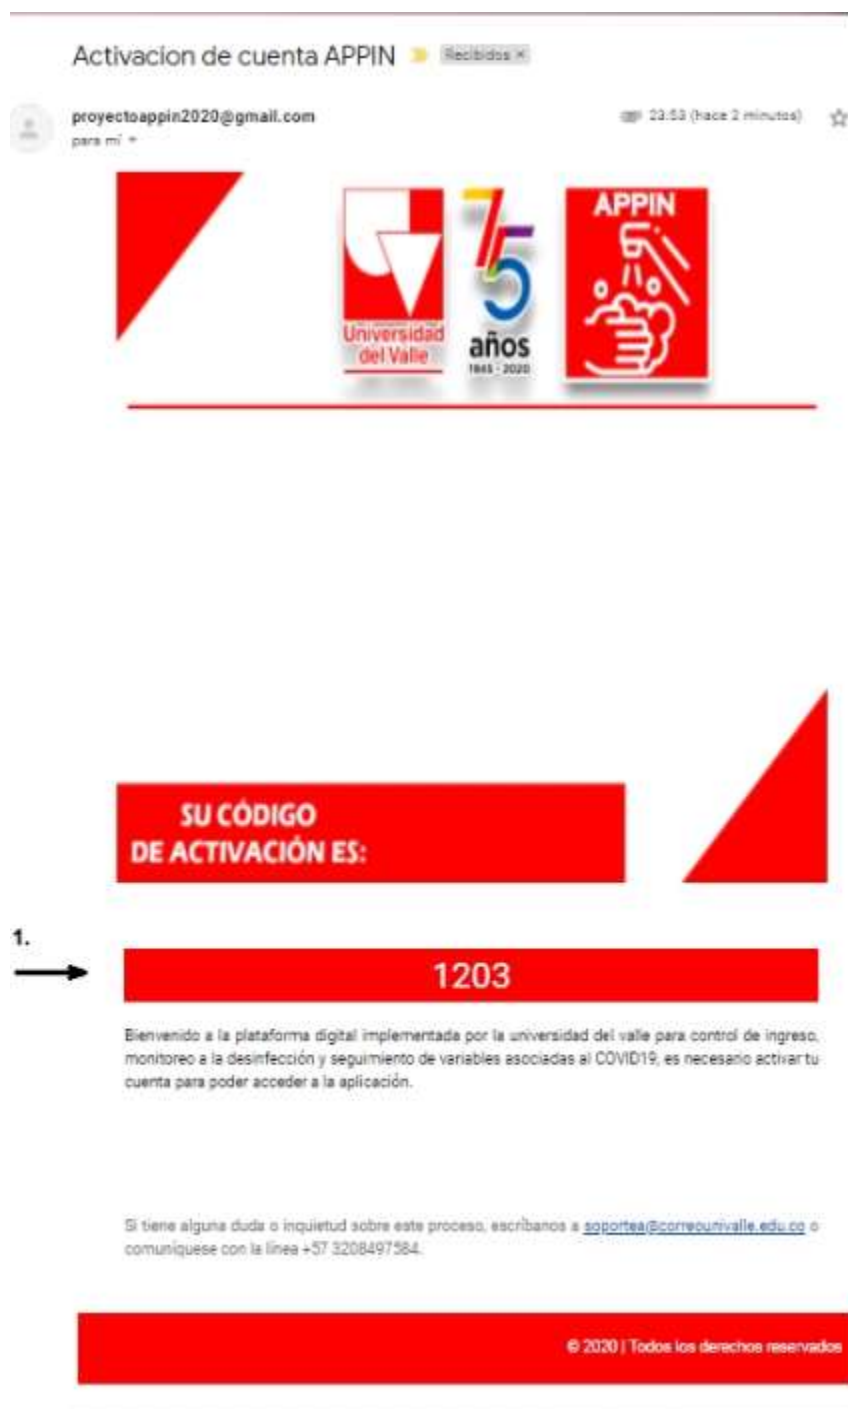 Activacion de cuenta APPIN Recibidos ×
proyectoappin2020@gmail.com 23:53 (hace 2 minutos)
para mí
Universidad
del Valle
75
años
1945 - 2020
APPIN
SU CÓDIGO
DE ACTIVACIÓN ES:
1.
1203
Bienvenido a la plataforma digital implementada por la universidad del valle para control de ingreso,
monitoreo a la desinfección y seguimiento de variables asociadas al COVID19, es necesario activar tu
cuenta para poder acceder a la aplicación.
Si tiene alguna duda o inquietud sobre este proceso, escríbanos a soportea@correounivalle.edu.co o
comuníquese con la línea +57 3208497584.
© 2020 | Todos los derechos reservados